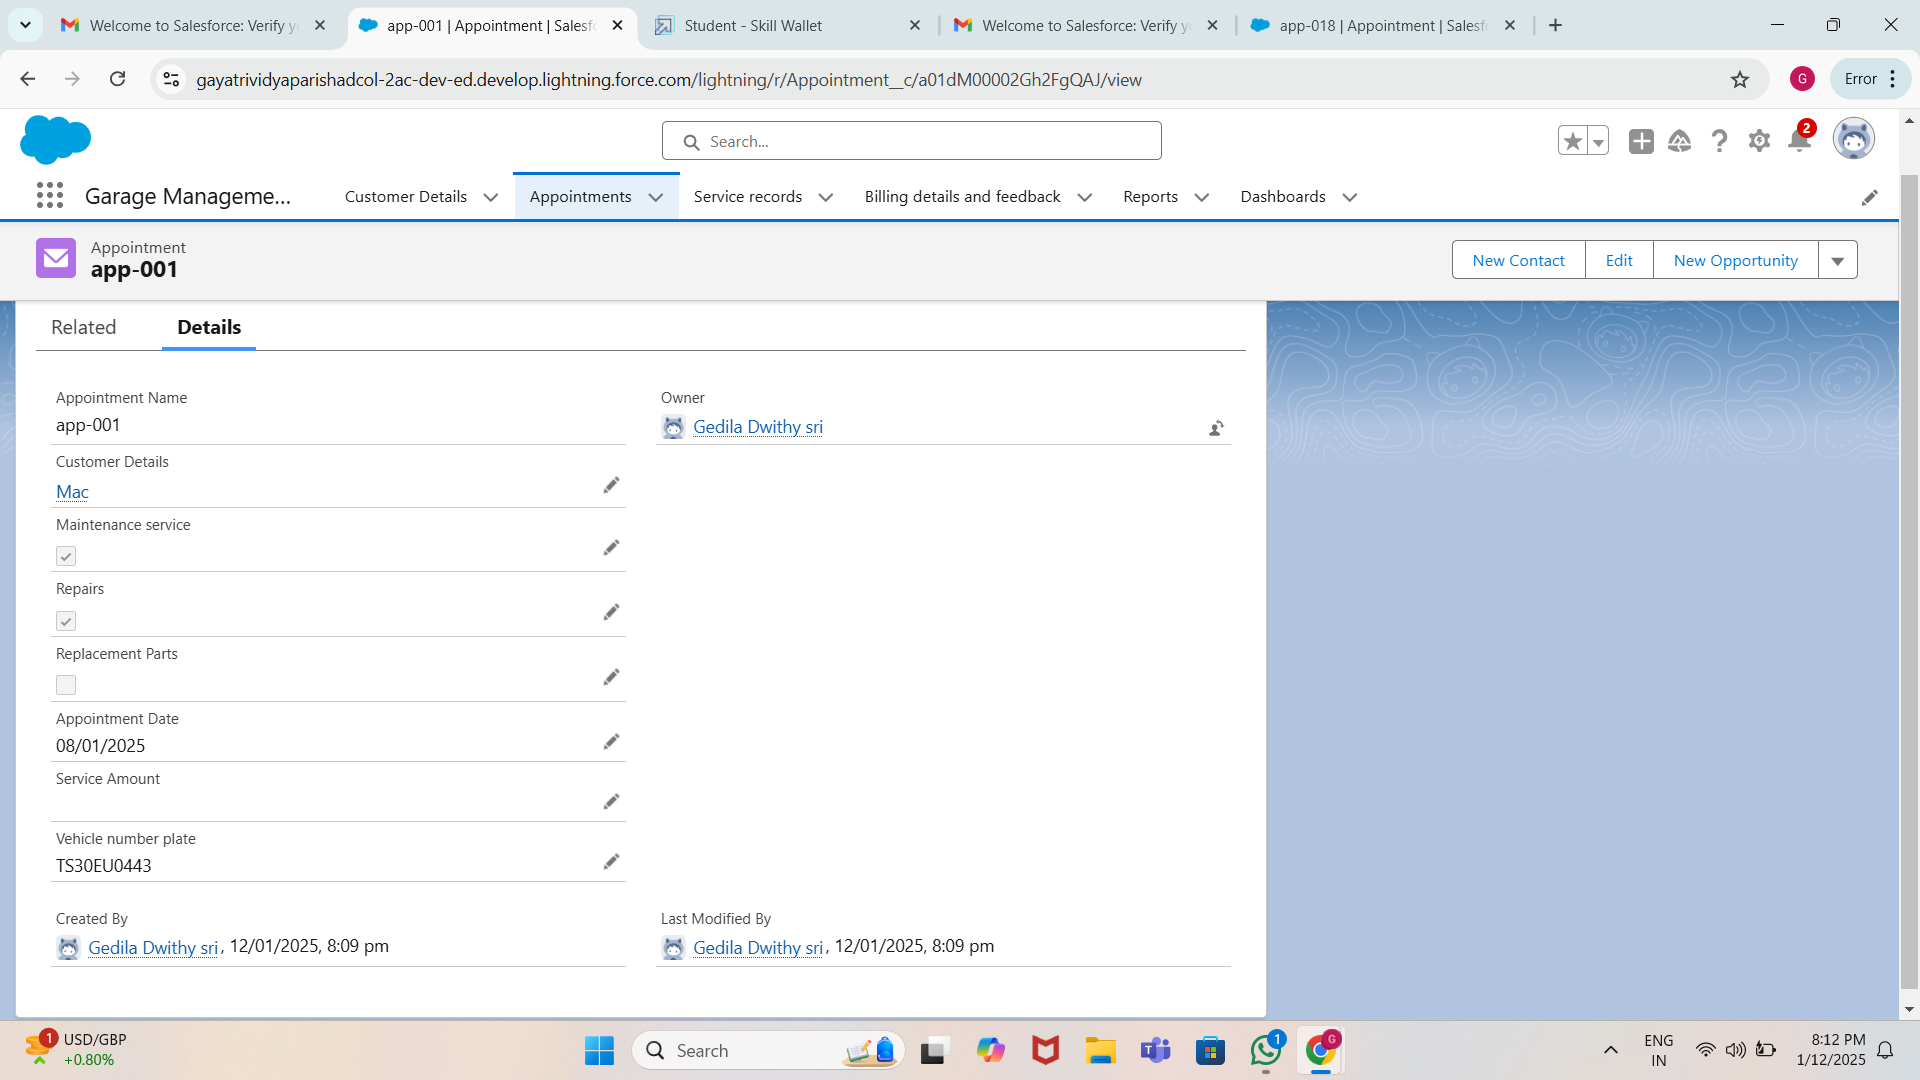 Welcome to Salesforce: Verify y
app-001 | Appointment | Salesf
Student - Skill Wallet
Welcome to Salesforce: Verify y
app-018 | Appointment | Salesf
gayatrividyaparishadcol-2ac-dev-ed.develop.lightning.force.com/lightning/r/Appointment__c/a01dM00002Gh2FgQAJ/view
G
Error
Search...
2
Garage Manageme...
Customer Details
Appointments
Service records
Billing details and feedback
Reports
Dashboards
Appointment
app-001
New Contact
Edit
New Opportunity
Related
Details
Appointment Name
app-001
Owner
Gedila Dwithy sri
Customer Details
Mac
Maintenance service
Repairs
Replacement Parts
Appointment Date
08/01/2025
Service Amount
Vehicle number plate
TS30EU0443
Created By
Gedila Dwithy sri, 12/01/2025, 8:09 pm
Last Modified By
Gedila Dwithy sri, 12/01/2025, 8:09 pm
1
USD/GBP
+0.80%
Search
1
G
ENG
IN
8:12 PM
1/12/2025